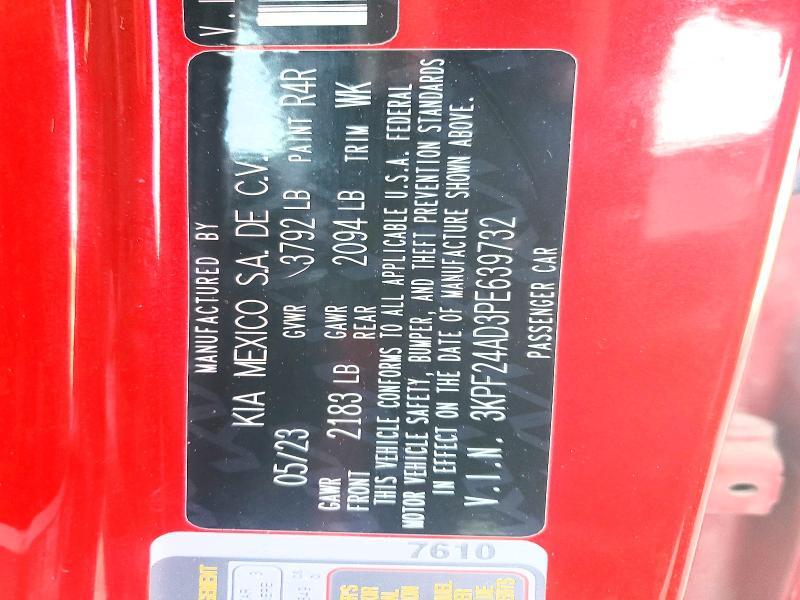 V.I
MANUFACTURED BY
KIA MEXICO S.A. DE C.V.
05/23 GVWR 3792 LB PAINT R4R
GAWR FRONT 2183 LB GAWR REAR 2094 LB TRIM WK
THIS VEHICLE CONFORMS TO ALL APPLICABLE U.S.A. FEDERAL
MOTOR VEHICLE SAFETY, BUMPER, AND THEFT PREVENTION STANDARDS
IN EFFECT ON THE DATE OF MANUFACTURE SHOWN ABOVE.
V.I.N. 3KPF24AD3PE639732
PASSENGER CAR
7610